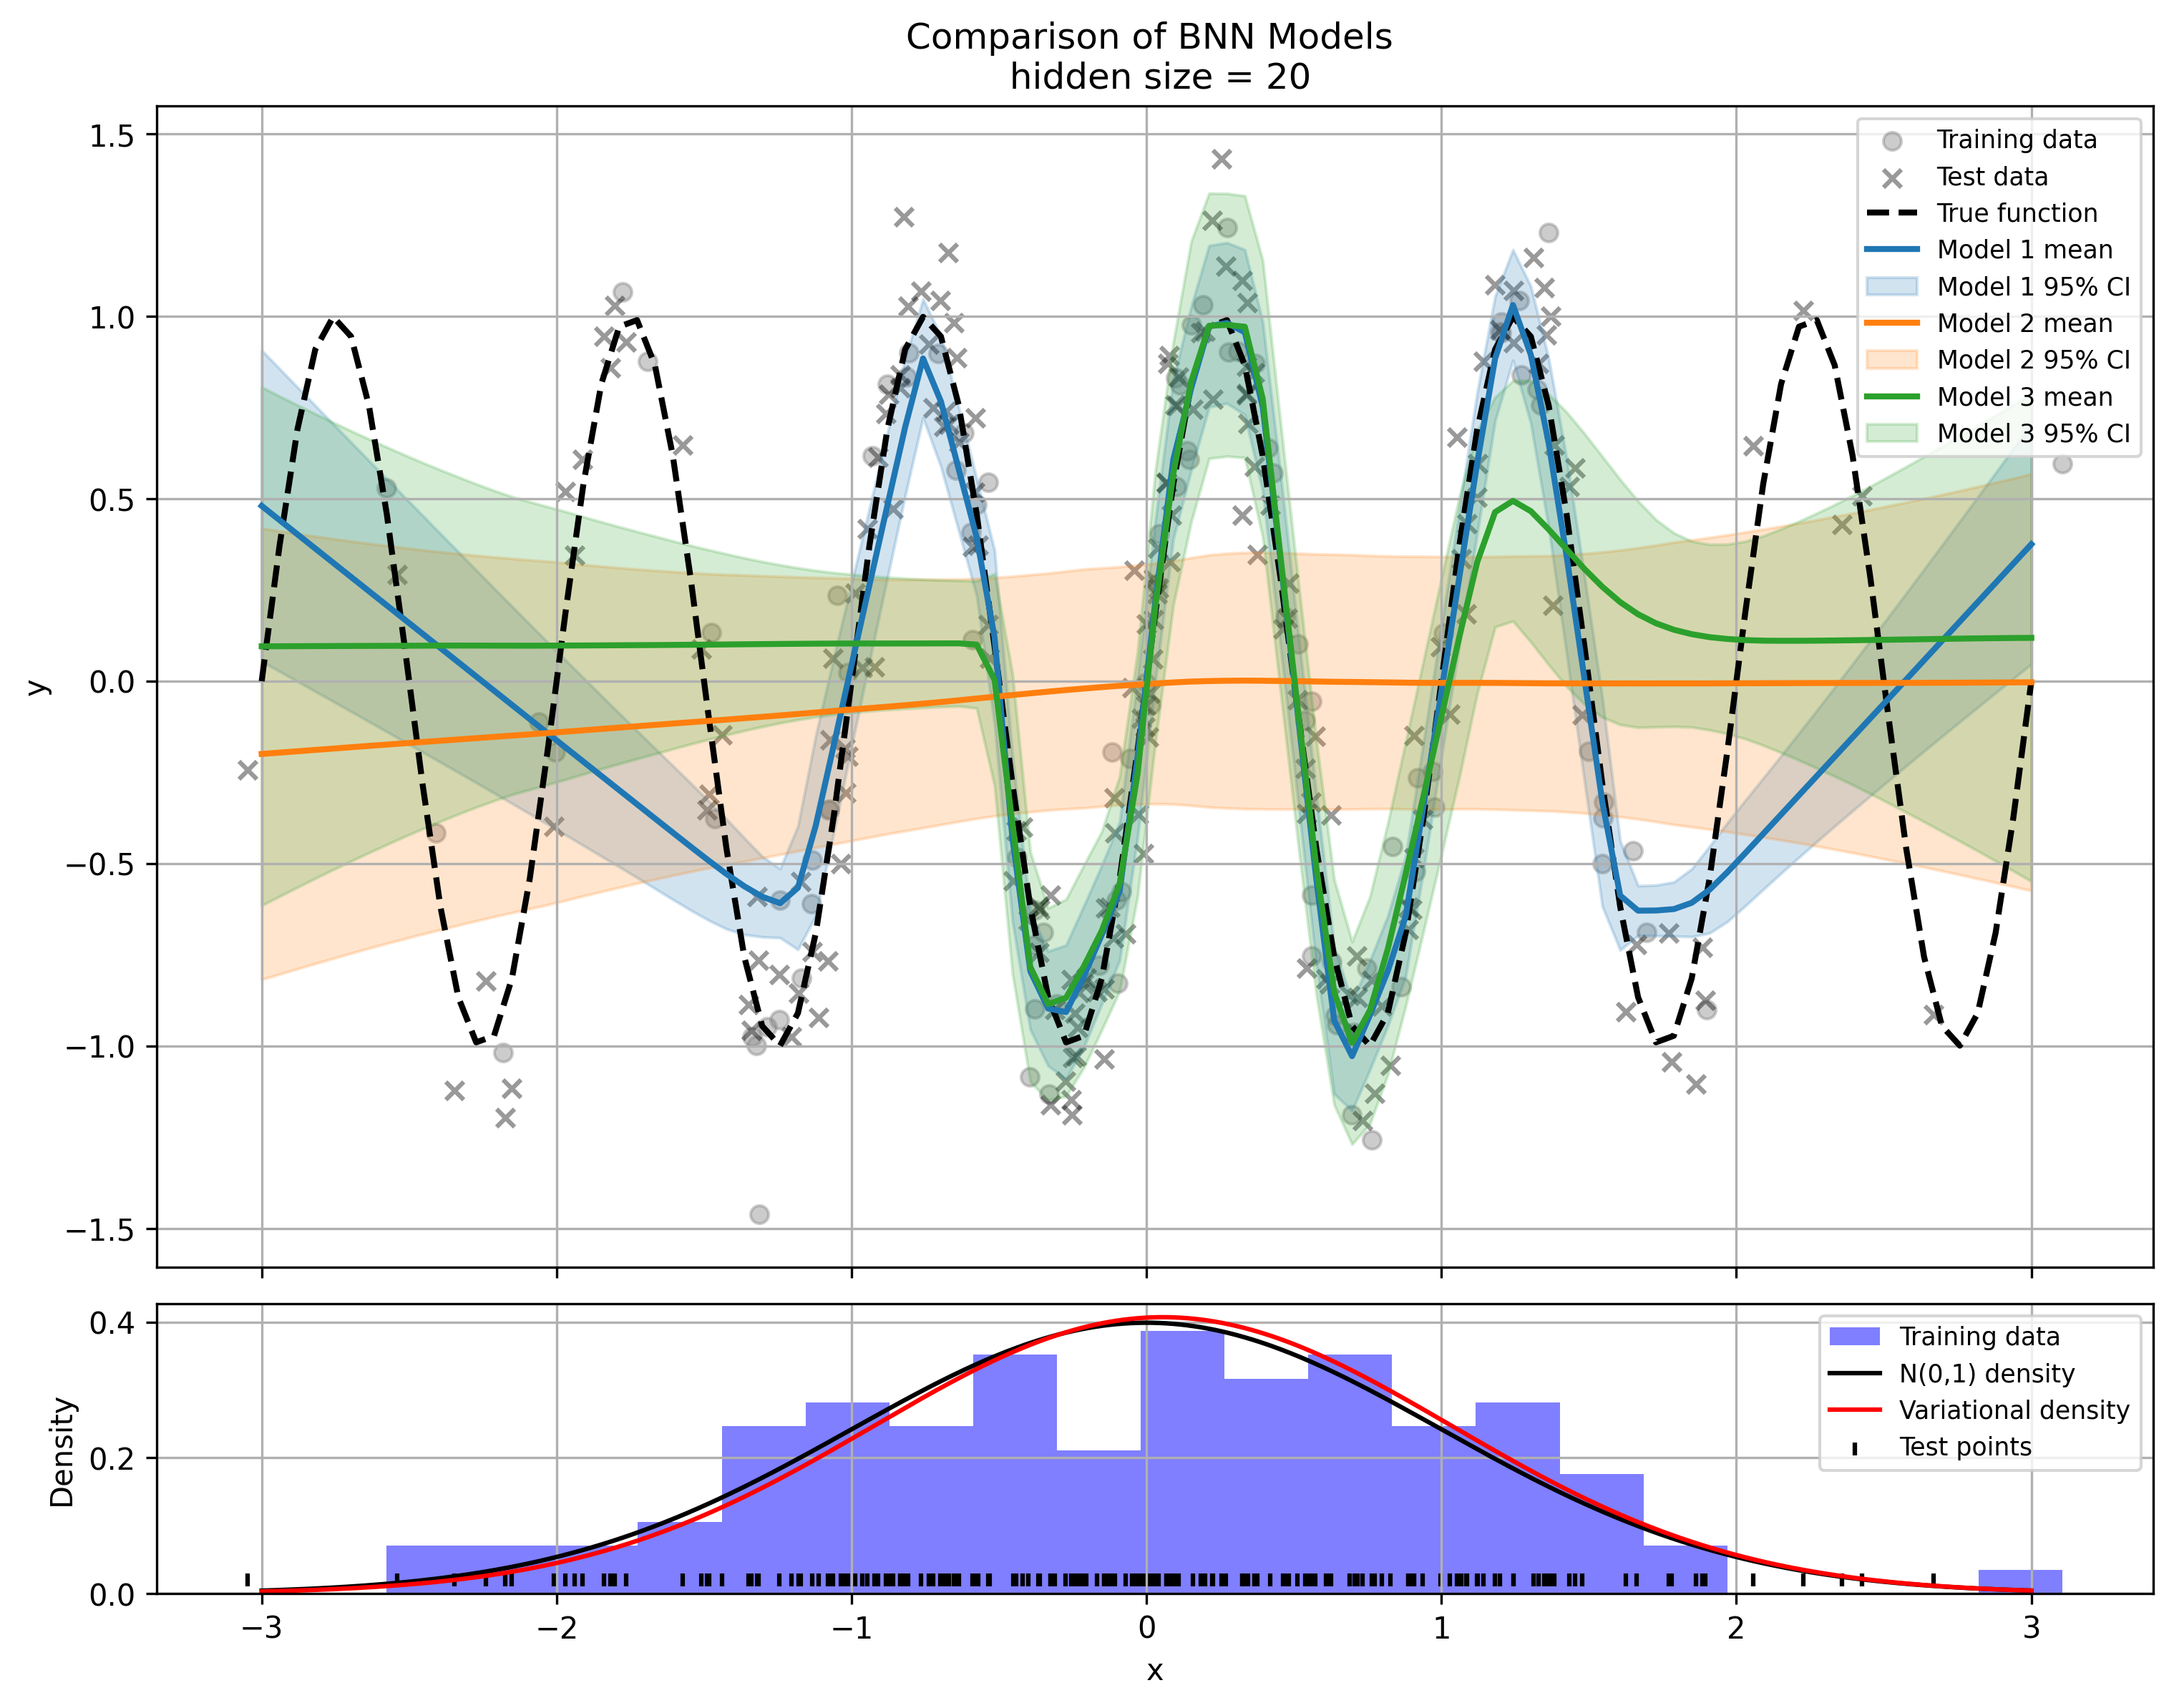 Comparison of BNN Models
hidden size = 20
1.5
1.0
0.5
0.0
−0.5
−1.0
−1.5
y
Training data
Test data
True function
Model 1 mean
Model 1 95% CI
Model 2 mean
Model 2 95% CI
Model 3 mean
Model 3 95% CI
0.4
0.2
0.0
Density
Training data
N(0,1) density
Variational density
Test points
−3 −2 −1 0 1 2 3
x